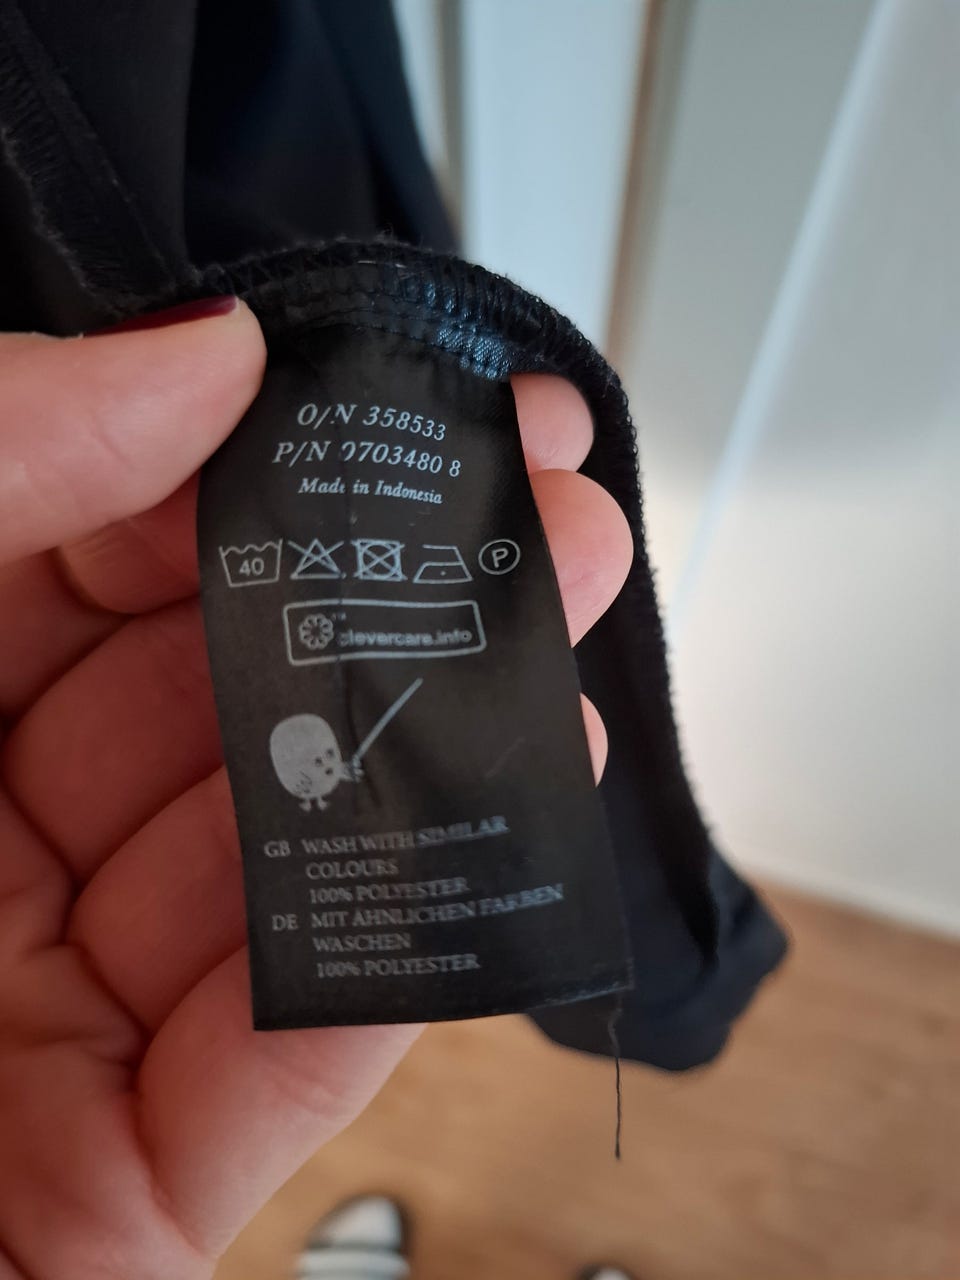 O/N 358533
P/N 0703480 8
Made in Indonesia
40 P
clevercare.info
GB WASH WITH SIMILAR
COLOURS
100% POLYESTER
DE MIT ÄHNLICHEN FARBEN
WASCHEN
100% POLYESTER